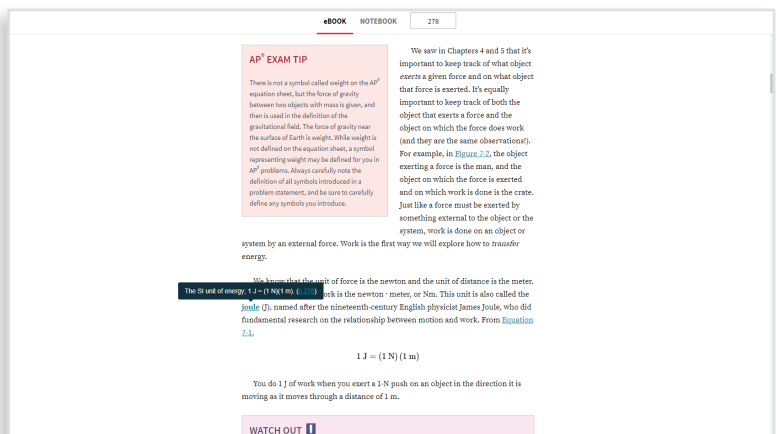 eBOOK NOTEBOOK 278
AP® EXAM TIP
There is not a symbol called weight on the AP®
equation sheet, but the force of gravity
between two objects with mass is given, and
then is used in the definition of the
gravitational field. The force of gravity near
the surface of Earth is weight. While weight is
not defined on the equation sheet, a symbol
representing weight may be defined for you in
AP® problems. Always carefully note the
definition of all symbols introduced in a
problem statement, and be sure to carefully
define any symbols you introduce.
We saw in Chapters 4 and 5 that it's
important to keep track of what object
exerts a given force and on what object
that force is exerted. It's equally
important to keep track of both the
object that exerts a force and the
object on which the force does work
(and they are the same observations!).
For example, in Figure 7-2, the object
exerting a force is the man, and the
object on which the force is exerted
and on which work is done is the crate.
Just like a force must be exerted by
something external to the object or the
system, work is done on an object or
system by an external force. Work is the first way we will explore how to transfer
energy.
We know that the unit of force is the newton and the unit of distance is the meter.
The SI unit of energy; 1 J = (1 N)(1 m). (p.278)
ork is the newton · meter, or Nm. This unit is also called the
joule (J), named after the nineteenth-century English physicist James Joule, who did
fundamental research on the relationship between motion and work. From Equation
7-1,
1 J = (1 N) (1 m)
You do 1 J of work when you exert a 1-N push on an object in the direction it is
moving as it moves through a distance of 1 m.
WATCH OUT !